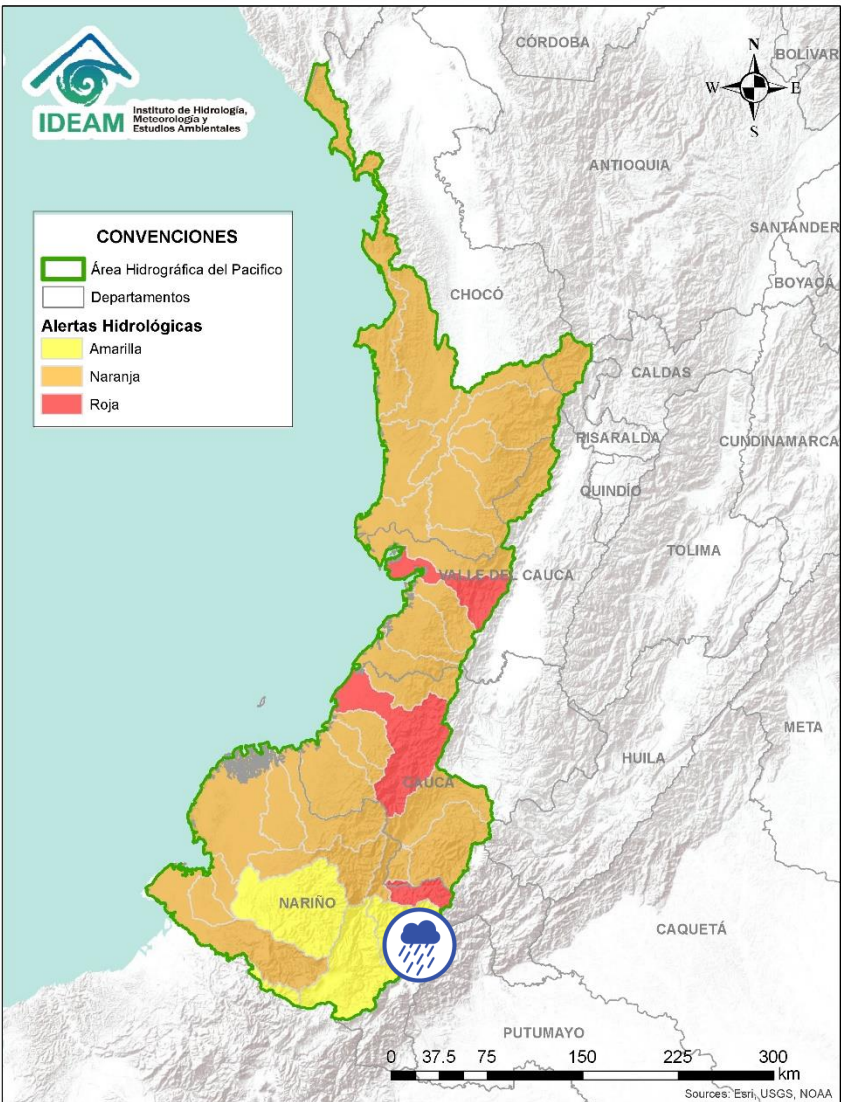 IDEAM
Instituto de Hidrología,
Meteorología y
Estudios Ambientales
N
W
E
S
CONVENCIONES
Área Hidrográfica del Pacifico
Departamentos
Alertas Hidrológicas
Amarilla
Naranja
Roja
CÓRDOBA
BOLIVAR
ANTIOQUIA
SANTANDER
BOYACÁ
CHOCÓ
CALDAS
RISARALDA
CUNDINAMARCA
QUINDÍO
TOLIMA
VALLE DEL CAUCA
META
HUILA
CAUCA
NARIÑO
CAQUETÁ
PUTUMAYO
0 37.5 75 150 225 300
km
Sources: Esri, USGS, NOAA